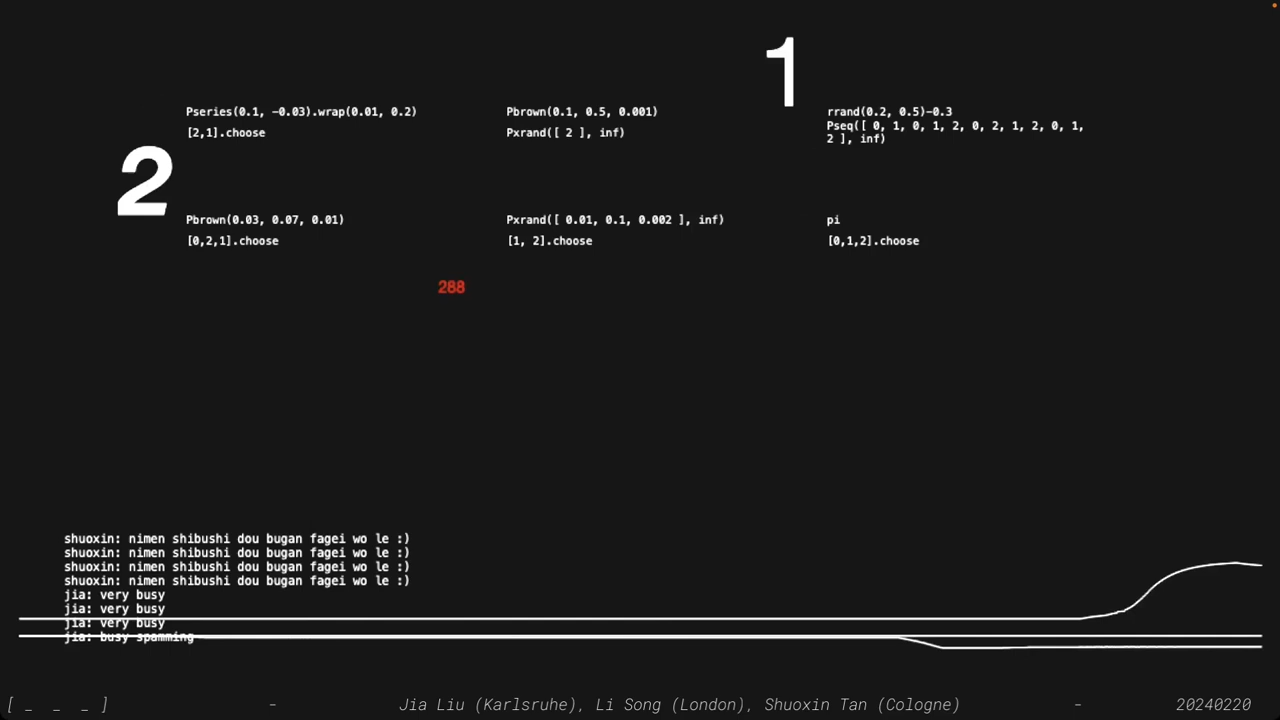 1
Pseries(0.1, -0.03).wrap(0.01, 0.2)
[2,1].choose
Pbrown(0.1, 0.5, 0.001)
Pxrand([ 2 ], inf)
rrand(0.2, 0.5)-0.3
Pseq([ 0, 1, 0, 1, 2, 0, 2, 1, 2, 0, 1,
2 ], inf)
2
Pbrown(0.03, 0.07, 0.01)
[0,2,1].choose
Pxrand([ 0.01, 0.1, 0.002 ], inf)
[1, 2].choose
pi
[0,1,2].choose
288
shuoxin: nimen shibushi dou bugan fagei wo le :)
shuoxin: nimen shibushi dou bugan fagei wo le :)
shuoxin: nimen shibushi dou bugan fagei wo le :)
shuoxin: nimen shibushi dou bugan fagei wo le :)
jia: very busy
jia: very busy
jia: very busy
jia: busy spamming
[ _ _ _ ] - Jia Liu (Karlsruhe), Li Song (London), Shuoxin Tan (Cologne) - 20240220